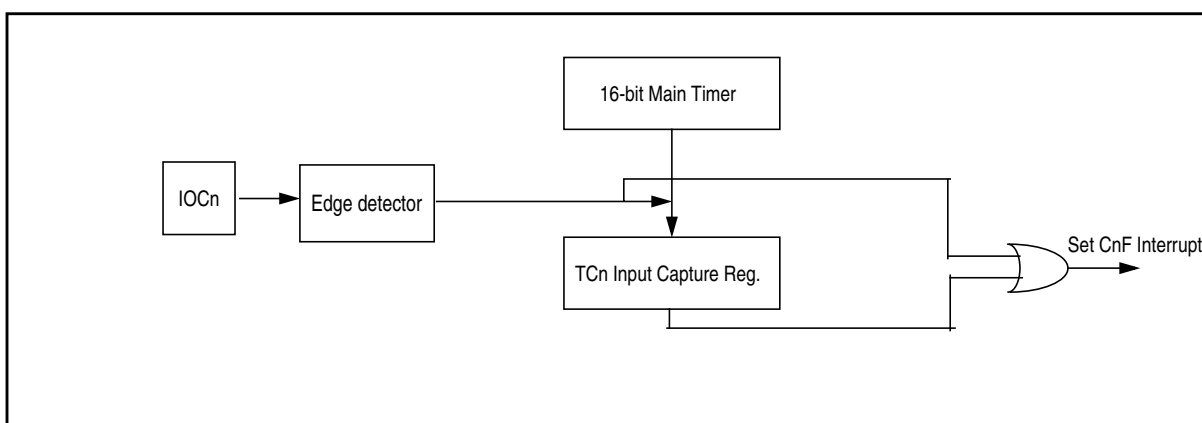 16-bit Main Timer
IOCn
Edge detector
TCn Input Capture Reg.
Set CnF Interrupt